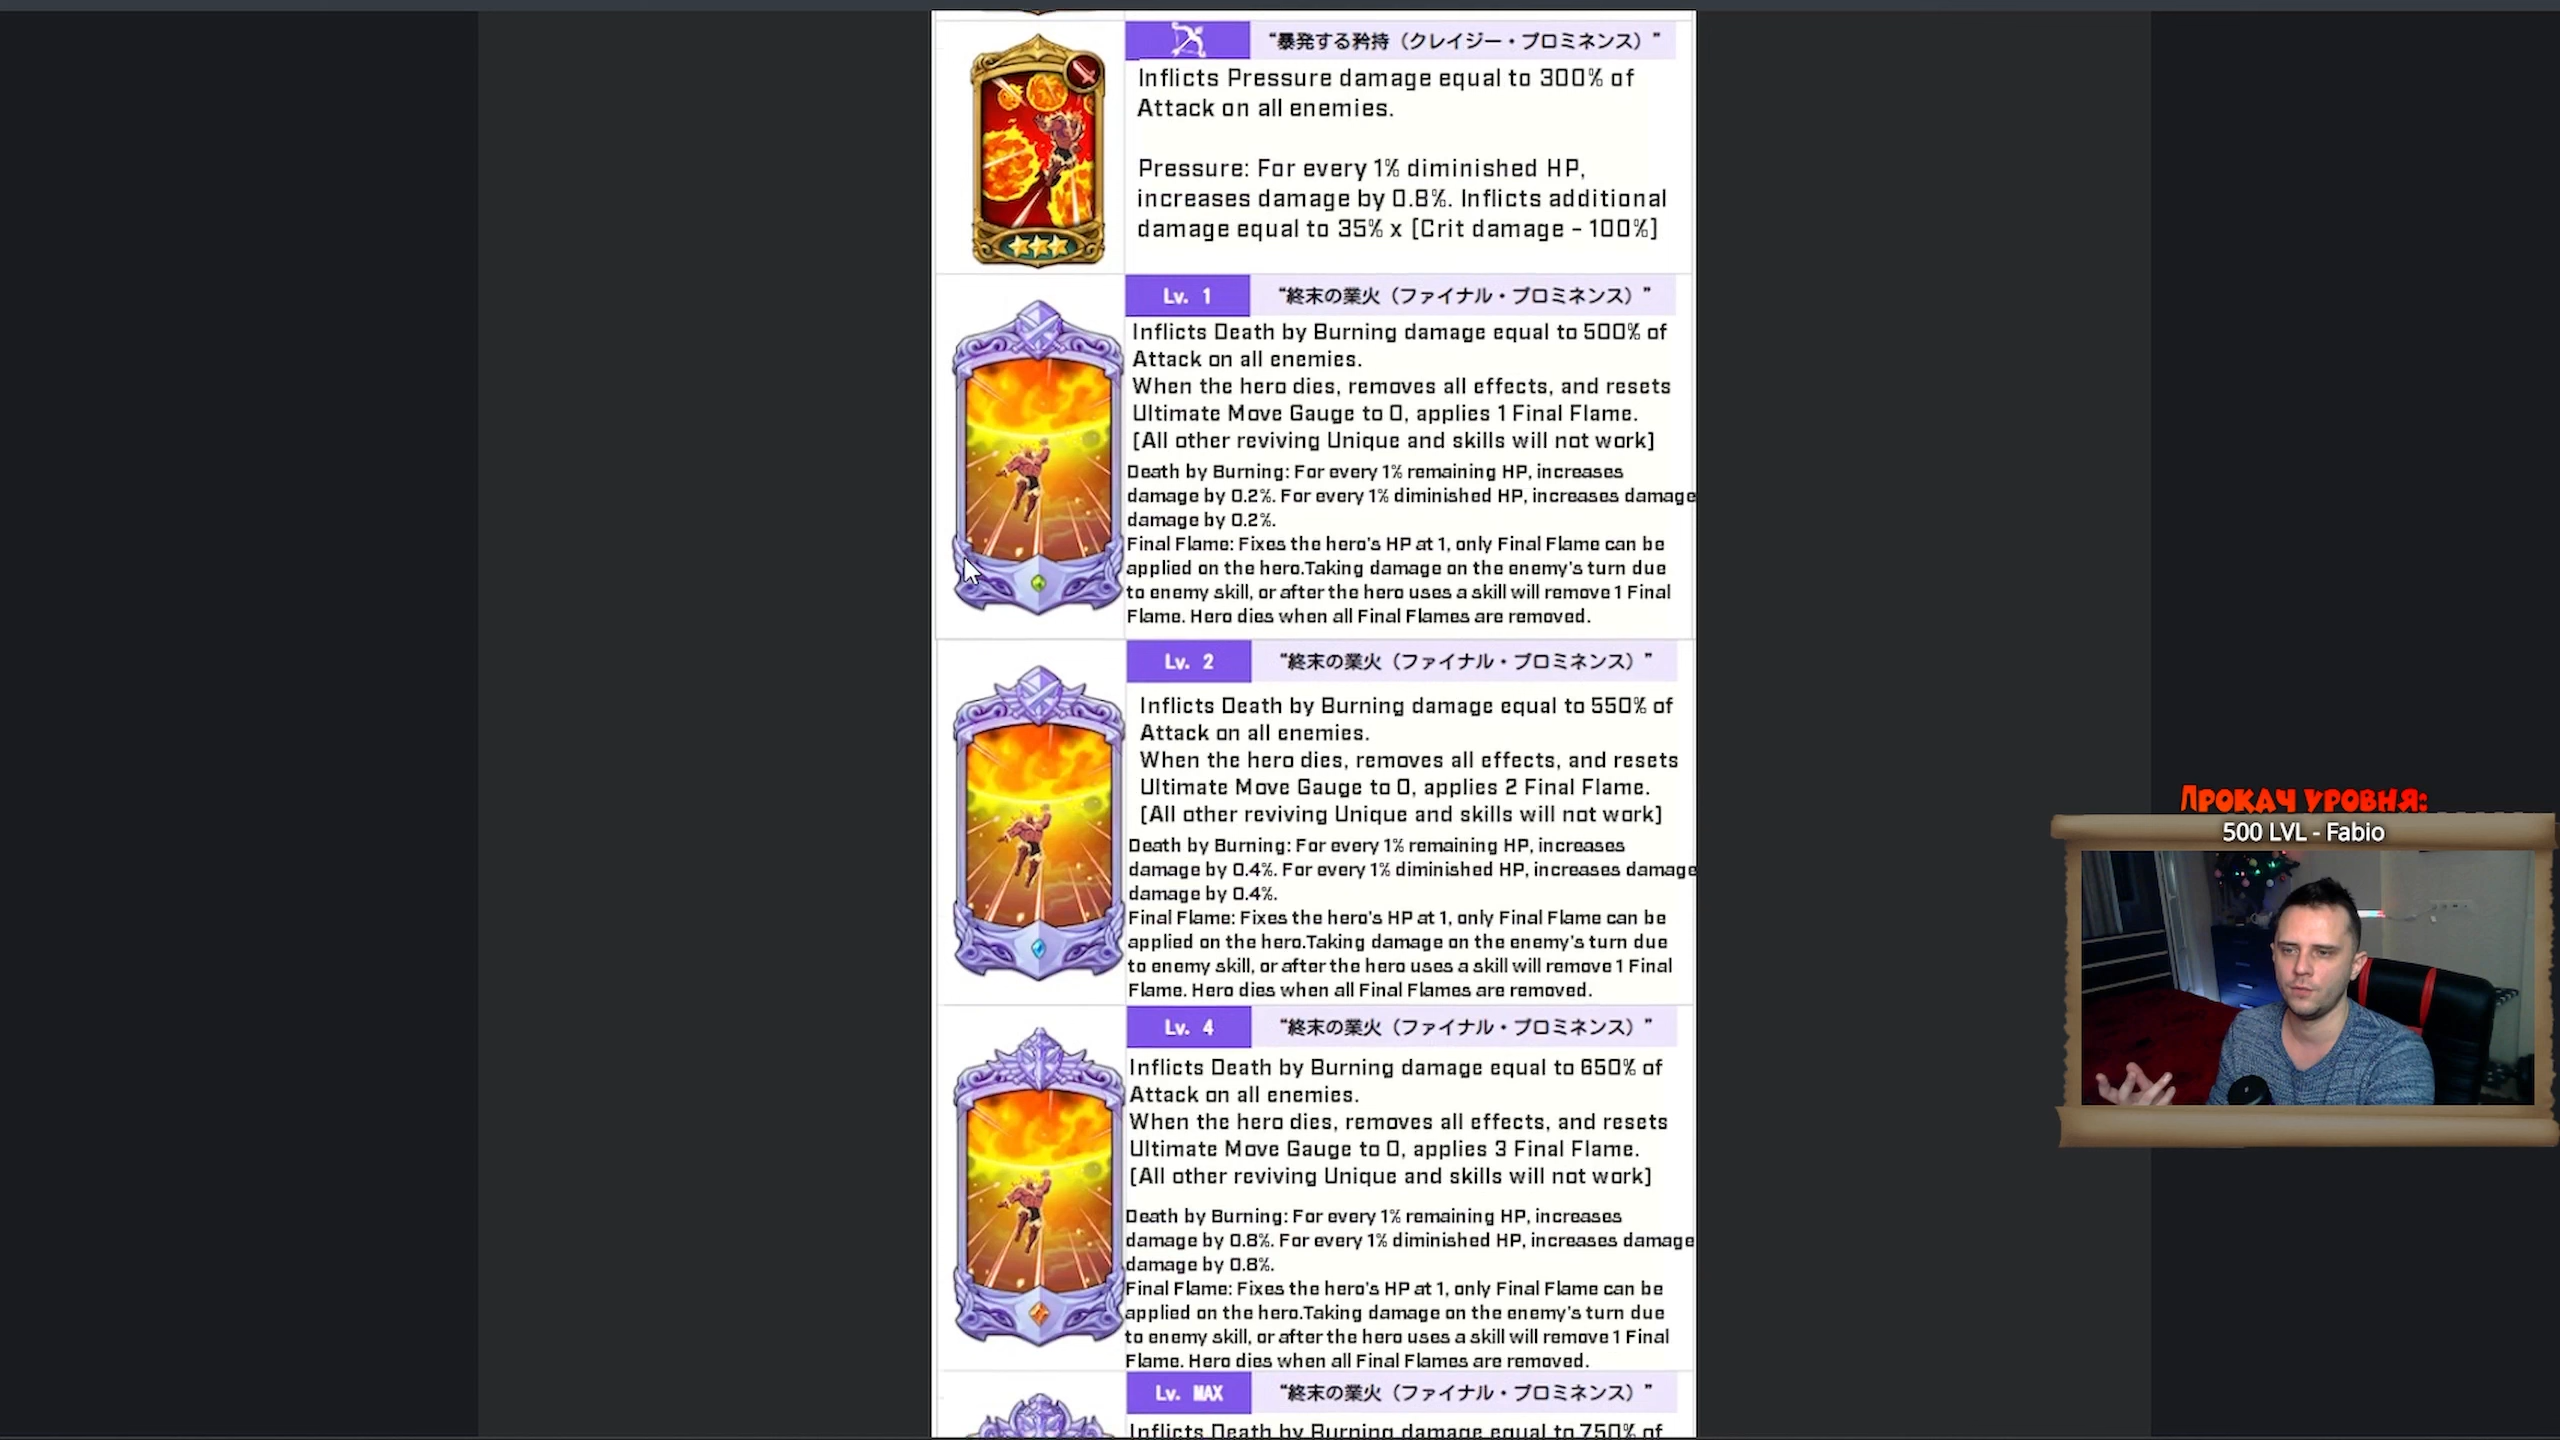 “暴発する矜持（クレイジー・プロミネンス）”
Inflicts Pressure damage equal to 300% of
Attack on all enemies.
Pressure: For every 1% diminished HP,
increases damage by 0.8%. Inflicts additional
damage equal to 35% x [Crit damage - 100%]
Lv. 1 “終末の業火（ファイナル・プロミネンス）”
Inflicts Death by Burning damage equal to 500% of
Attack on all enemies.
When the hero dies, removes all effects, and resets
Ultimate Move Gauge to 0, applies 1 Final Flame.
[All other reviving Unique and skills will not work]
Death by Burning: For every 1% remaining HP, increases
damage by 0.2%. For every 1% diminished HP, increases damage
damage by 0.2%.
Final Flame: Fixes the hero's HP at 1, only Final Flame can be
applied on the hero.Taking damage on the enemy's turn due
to enemy skill, or after the hero uses a skill will remove 1 Final
Flame. Hero dies when all Final Flames are removed.
Lv. 2 “終末の業火（ファイナル・プロミネンス）”
Inflicts Death by Burning damage equal to 550% of
Attack on all enemies.
When the hero dies, removes all effects, and resets
Ultimate Move Gauge to 0, applies 2 Final Flame.
[All other reviving Unique and skills will not work]
Death by Burning: For every 1% remaining HP, increases
damage by 0.4%. For every 1% diminished HP, increases damage
damage by 0.4%.
Final Flame: Fixes the hero's HP at 1, only Final Flame can be
applied on the hero.Taking damage on the enemy's turn due
to enemy skill, or after the hero uses a skill will remove 1 Final
Flame. Hero dies when all Final Flames are removed.
Lv. 4 “終末の業火（ファイナル・プロミネンス）”
Inflicts Death by Burning damage equal to 650% of
Attack on all enemies.
When the hero dies, removes all effects, and resets
Ultimate Move Gauge to 0, applies 3 Final Flame.
[All other reviving Unique and skills will not work]
Death by Burning: For every 1% remaining HP, increases
damage by 0.8%. For every 1% diminished HP, increases damage
damage by 0.8%.
Final Flame: Fixes the hero's HP at 1, only Final Flame can be
applied on the hero.Taking damage on the enemy's turn due
to enemy skill, or after the hero uses a skill will remove 1 Final
Flame. Hero dies when all Final Flames are removed.
Lv. MAX “終末の業火（ファイナル・プロミネンス）”
Inflicts Death by Burning damage equal to 750% of
ПРОКАЧ УРОВНЯ:
500 LVL - Fabio